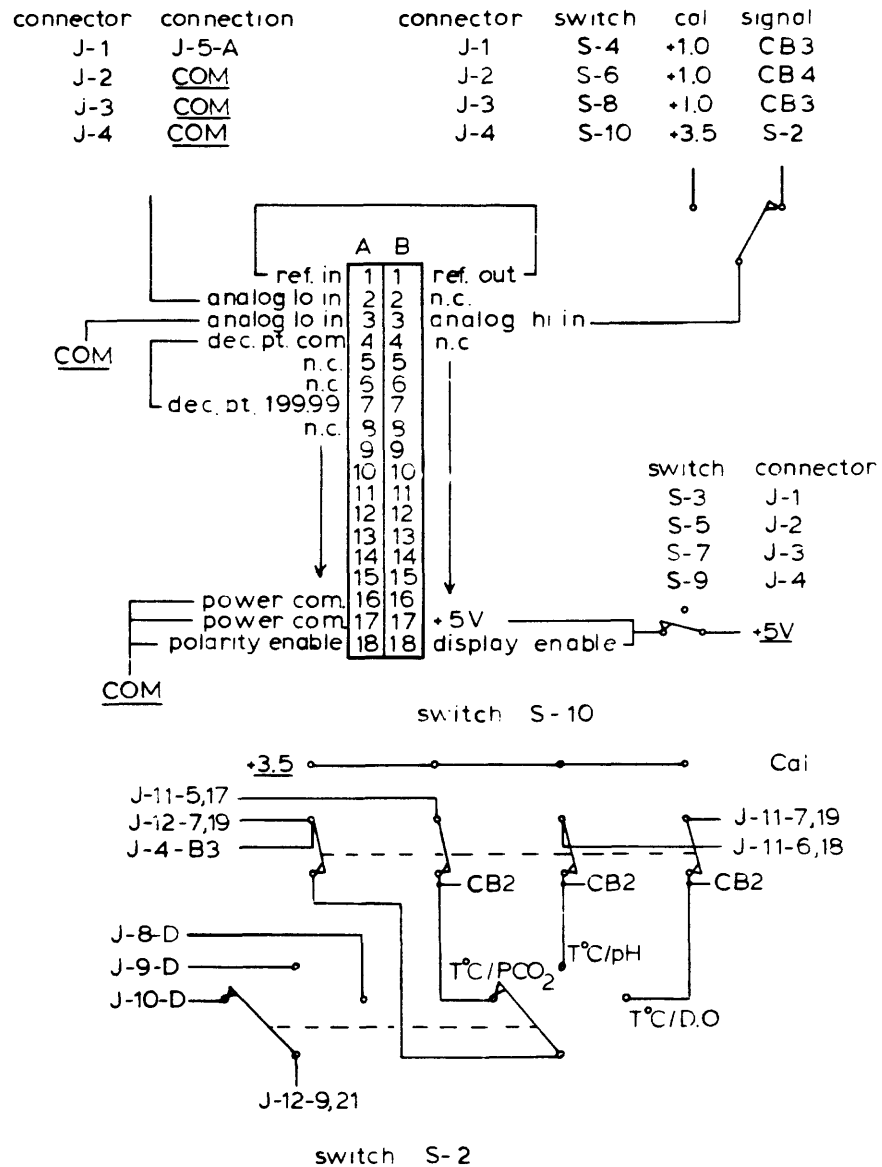 connector connection
J-1 J-5-A
J-2 COM
J-3 COM
J-4 COM
connector switch cal signal
J-1 S-4 +1.0 CB3
J-2 S-6 +1.0 CB4
J-3 S-8 +1.0 CB3
J-4 S-10 +3.5 S-2
A B
ref. in 1 1 ref. out
analog lo in 2 2 n.c.
analog lo in 3 3 analog hi in
COM
dec. pt. com 4 4 n.c
n.c. 5 5
n.c 6 6
dec. pt. 199.99 7 7
n.c. 8 8
9 9
10 10
11 11
12 12
13 13
14 14
15 15
power com. 16 16
power com. 17 17 +5V
polarity enable 18 18 display enable
COM
switch connector
S-3 J-1
S-5 J-2
S-7 J-3
S-9 J-4
+5V
switch S-10
+3.5 Cal
J-11-5,17
J-12-7,19 J-11-7,19
J-4-B3 J-11-6,18
CB2 CB2 CB2
J-8-D
J-9-D T°C/PCO2 T°C/pH
J-10-D T°C/D.O
J-12-9,21
switch S-2